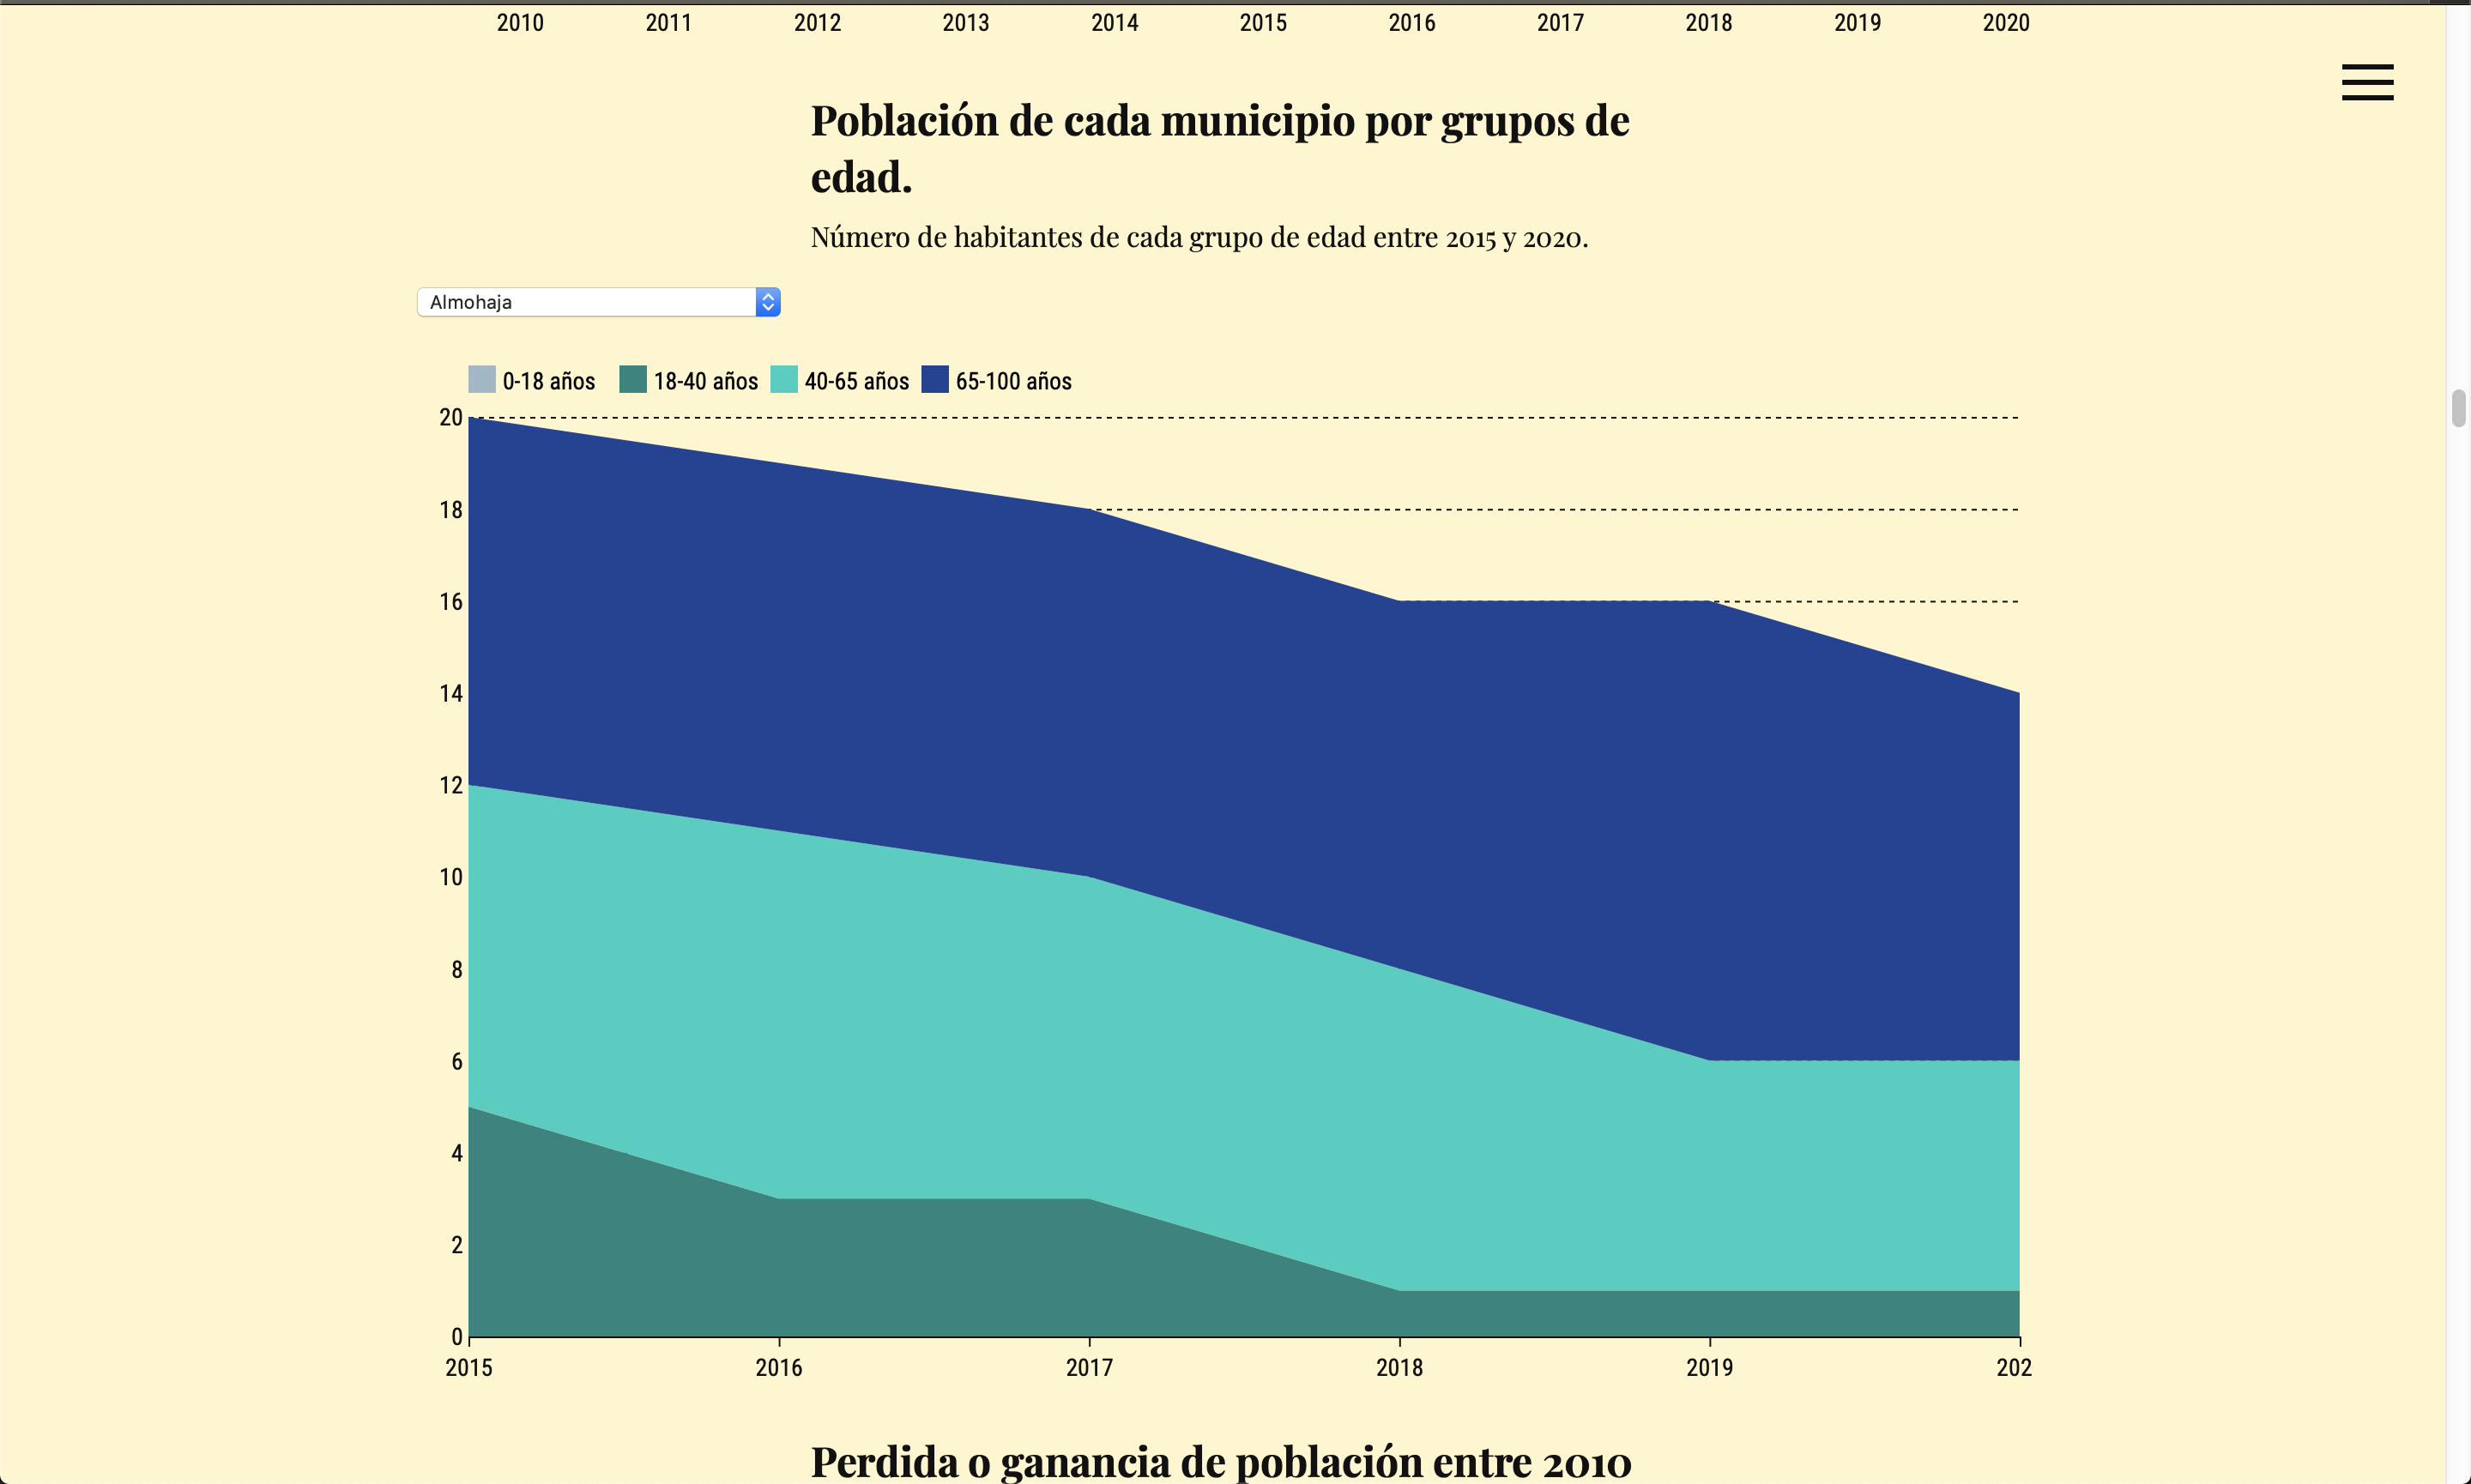 2010 2011 2012 2013 2014 2015 2016 2017 2018 2019 2020
Población de cada municipio por grupos de
edad.
Número de habitantes de cada grupo de edad entre 2015 y 2020.
Almohaja
0-18 años 18-40 años 40-65 años 65-100 años
20
18
16
14
12
10
8
6
4
2
0
2015 2016 2017 2018 2019 202
Perdida o ganancia de población entre 2010